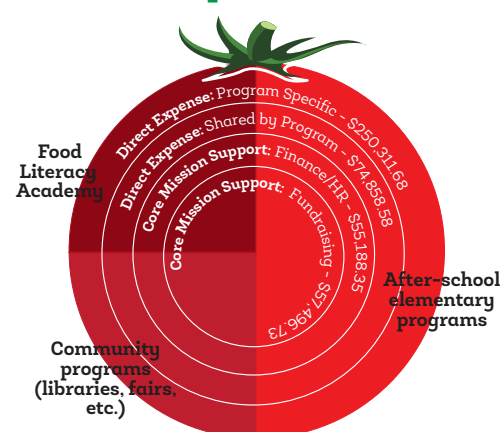 Direct Expense: Program Specific - $250,311.68
Direct Expense: Shared by Program - $74,858.58
Core Mission Support: Finance/HR - $55,188.35
Core Mission Support: Fundraising - $57,496.73
Food
Literacy
Academy
After-school
elementary
programs
Community
programs
(libraries, fairs,
etc.)